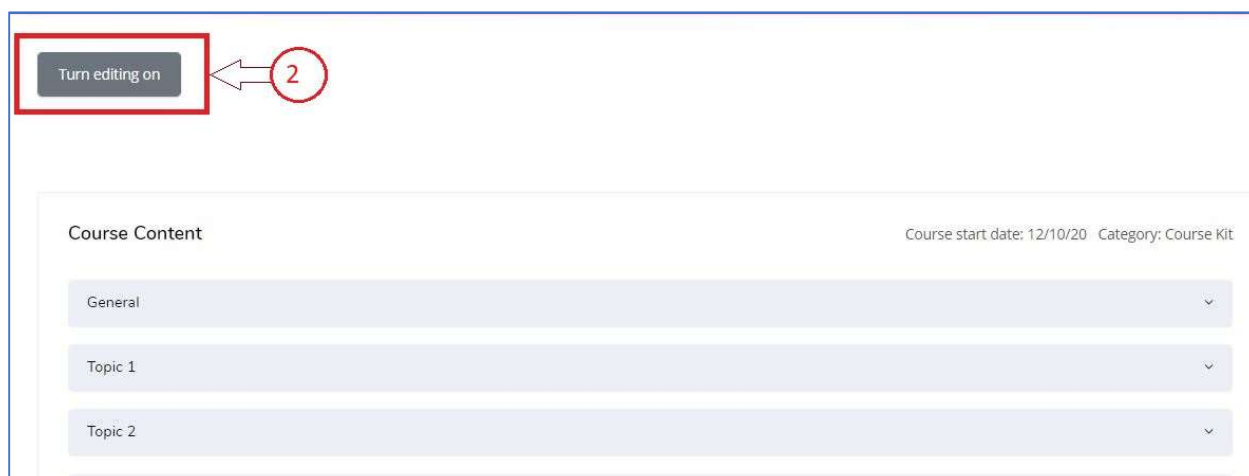 Turn editing on
2
Course Content
Course start date: 12/10/20 Category: Course Kit
General
Topic 1
Topic 2